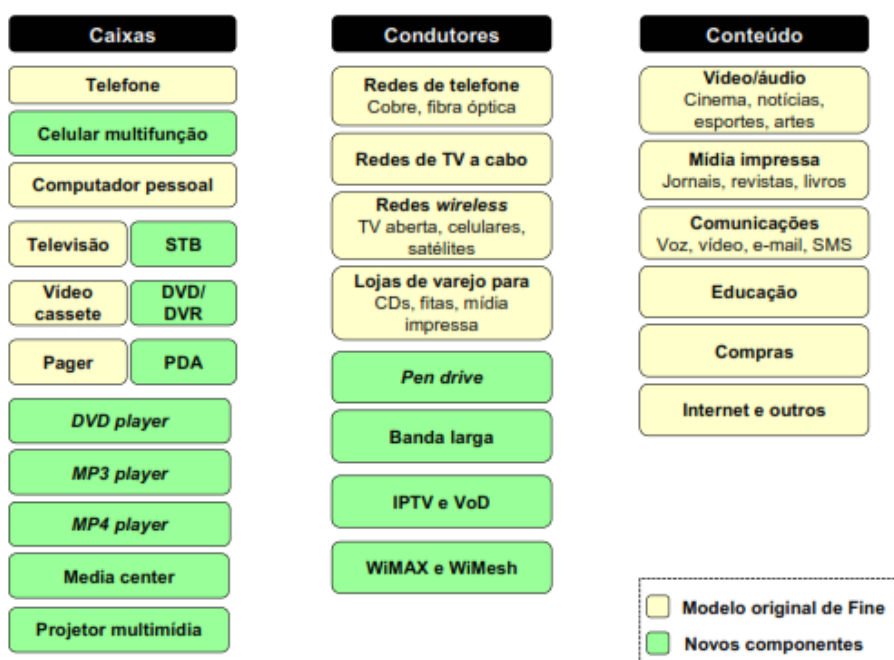 Caixas
Telefone
Celular multifunção
Computador pessoal
Televisão
STB
Vídeo
cassete
DVD/
DVR
Pager
PDA
DVD player
MP3 player
MP4 player
Media center
Projetor multimídia
Condutores
Redes de telefone
Cobre, fibra óptica
Redes de TV a cabo
Redes wireless
TV aberta, celulares,
satélites
Lojas de varejo para
CDs, fitas, mídia
impressa
Pen drive
Banda larga
IPTV e VoD
WiMAX e WiMesh
Conteúdo
Vídeo/áudio
Cinema, notícias,
esportes, artes
Mídia impressa
Jornais, revistas, livros
Comunicações
Voz, vídeo, e-mail, SMS
Educação
Compras
Internet e outros
Modelo original de Fine
Novos componentes